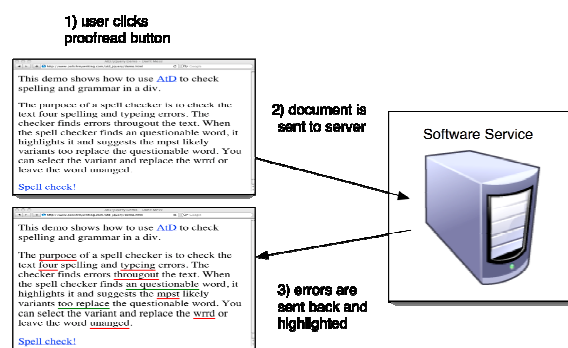 1) user clicks
proofread button
This demo shows how to use AtD to check
spelling and grammar in a div.
The purpoce of a spell checker is to check the
text four spelling and typeing errors. The
checker finds errors througout the text. When
the spell checker finds an questionable word, it
highlights it and suggests the mpst likely
variants too replace the questionable word. You
can select the variant and replace the wrrd or
leave the word unanged.
Spell check!
2) document is
sent to server
Software Service
This demo shows how to use AtD to check
spelling and grammar in a div.
The purpoce of a spell checker is to check the
text four spelling and typeing errors. The
checker finds errors througout the text. When
the spell checker finds an questionable word, it
highlights it and suggests the mpst likely
variants too replace the questionable word. You
can select the variant and replace the wrrd or
leave the word unanged.
Spell check!
3) errors are
sent back and
highlighted